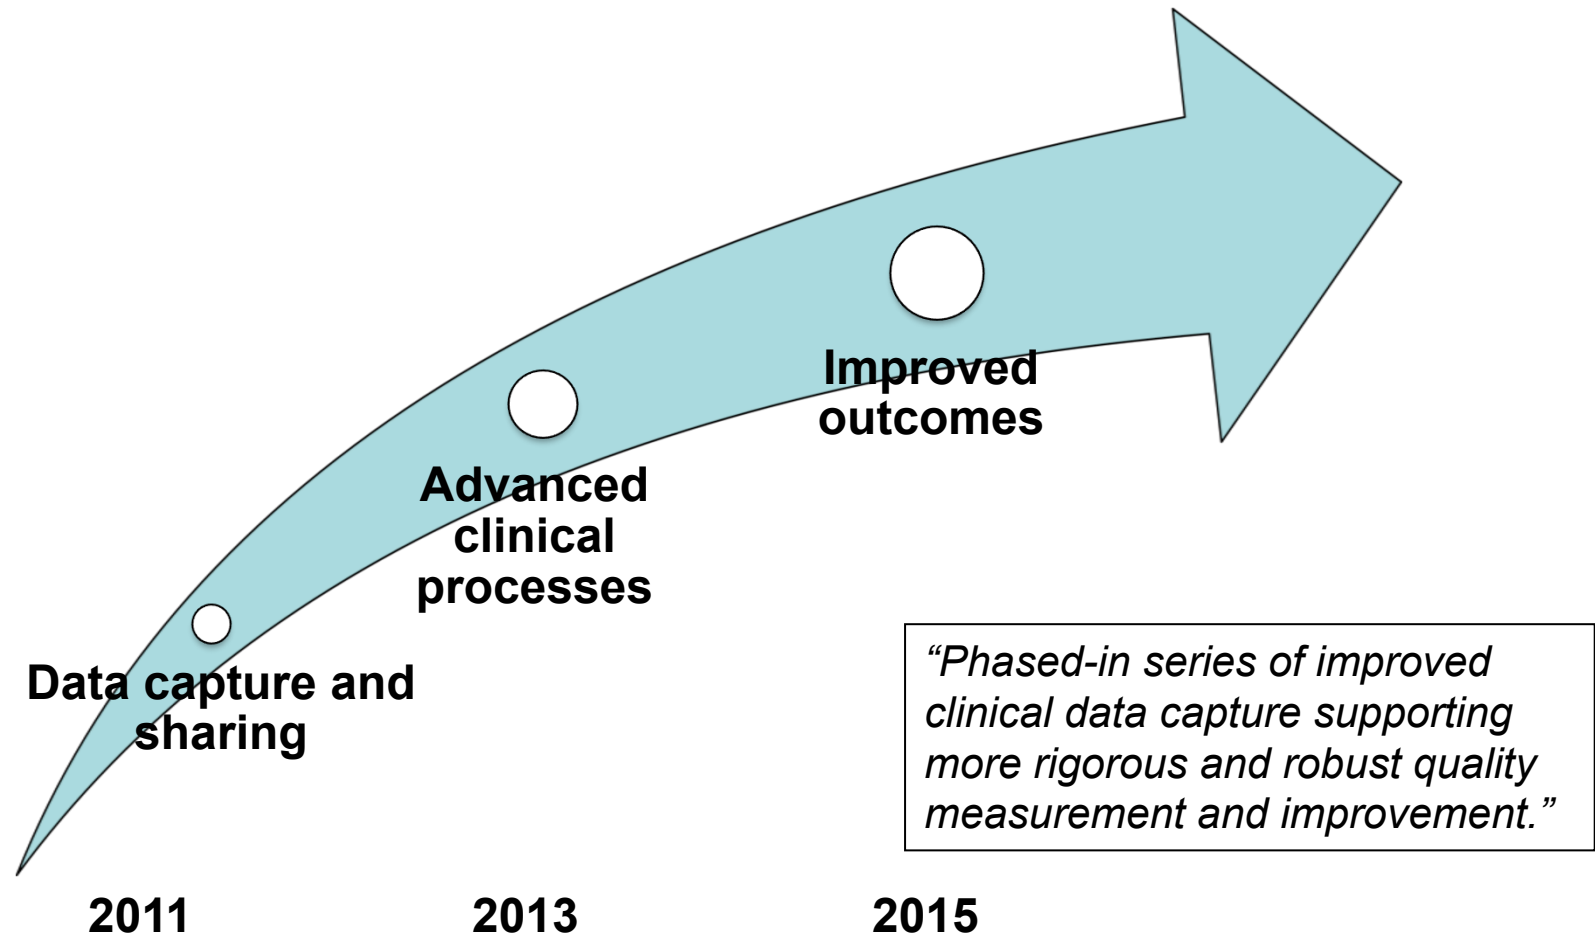 Improved
outcomes
Advanced
clinical
processes
Data capture and
sharing
“Phased-in series of improved
clinical data capture supporting
more rigorous and robust quality
measurement and improvement.”
2011
2013
2015